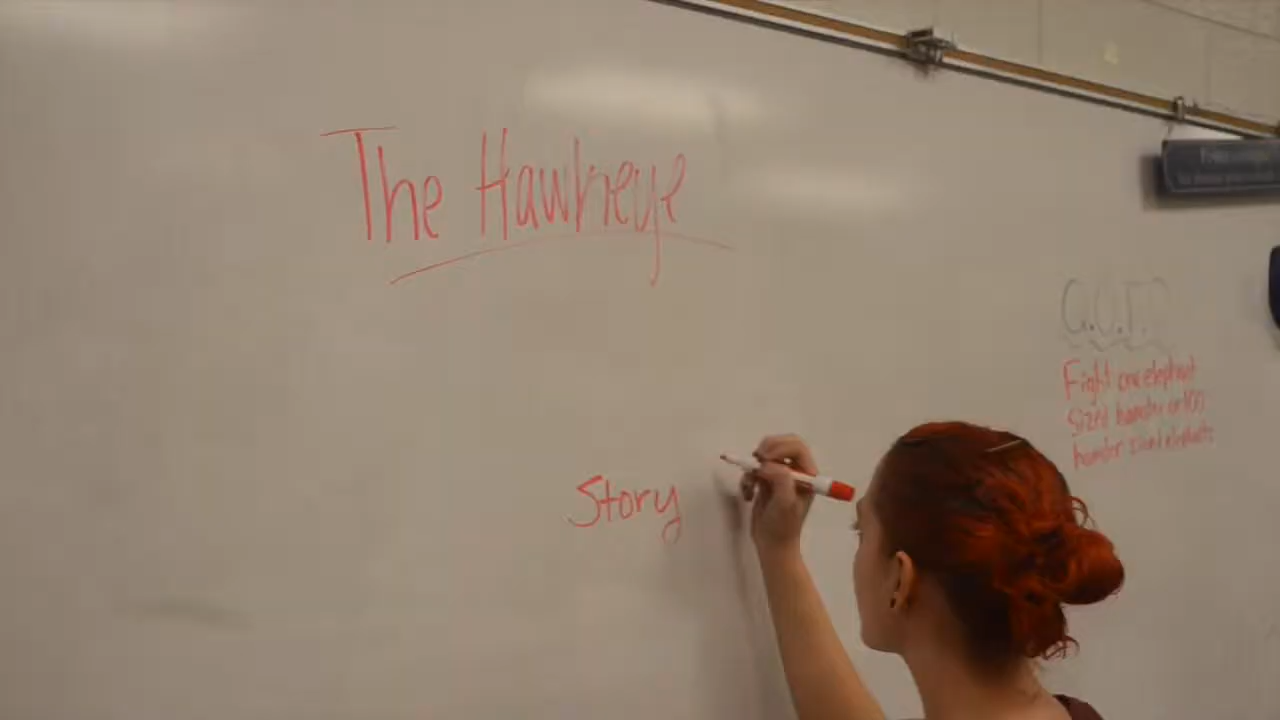 The Hawkeye
Story
Q.O.T.D
Fight one elephant
sized hamster or 100
hamster sized elephants